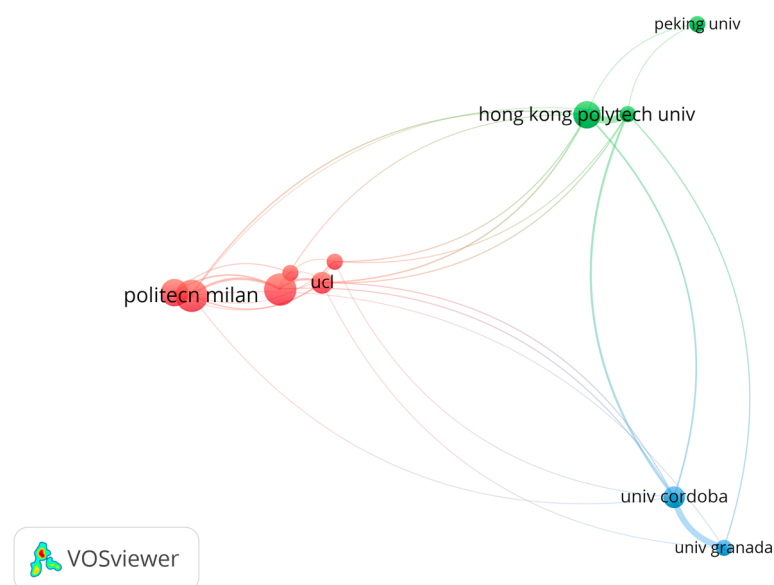 peking univ
hong kong polytech univ
ucl
politecn milan
univ cordoba
univ granada
VOSviewer